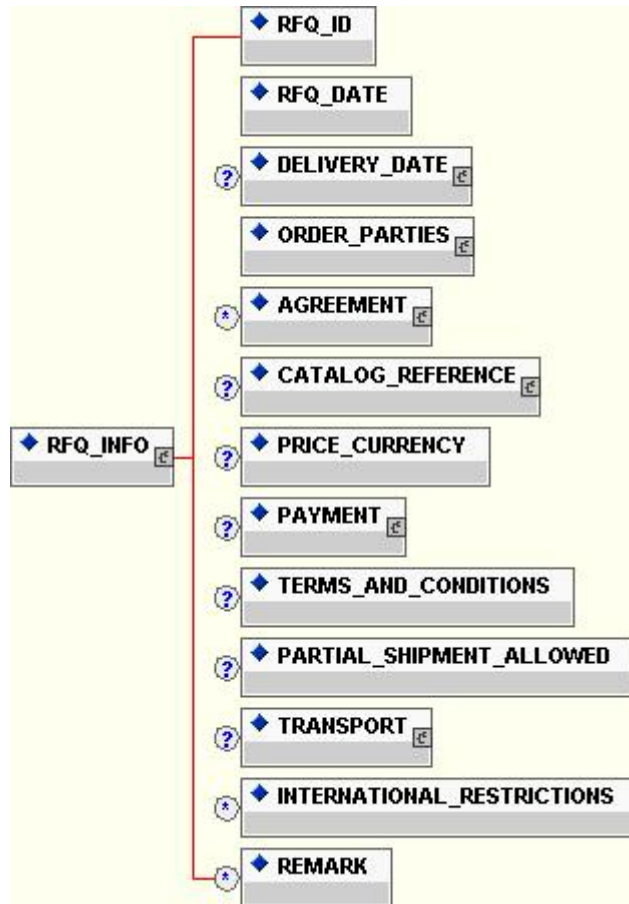 RFQ_ID
RFQ_DATE
? DELIVERY_DATE
ORDER_PARTIES
* AGREEMENT
? CATALOG_REFERENCE
RFQ_INFO
? PRICE_CURRENCY
? PAYMENT
? TERMS_AND_CONDITIONS
? PARTIAL_SHIPMENT_ALLOWED
? TRANSPORT
* INTERNATIONAL_RESTRICTIONS
* REMARK